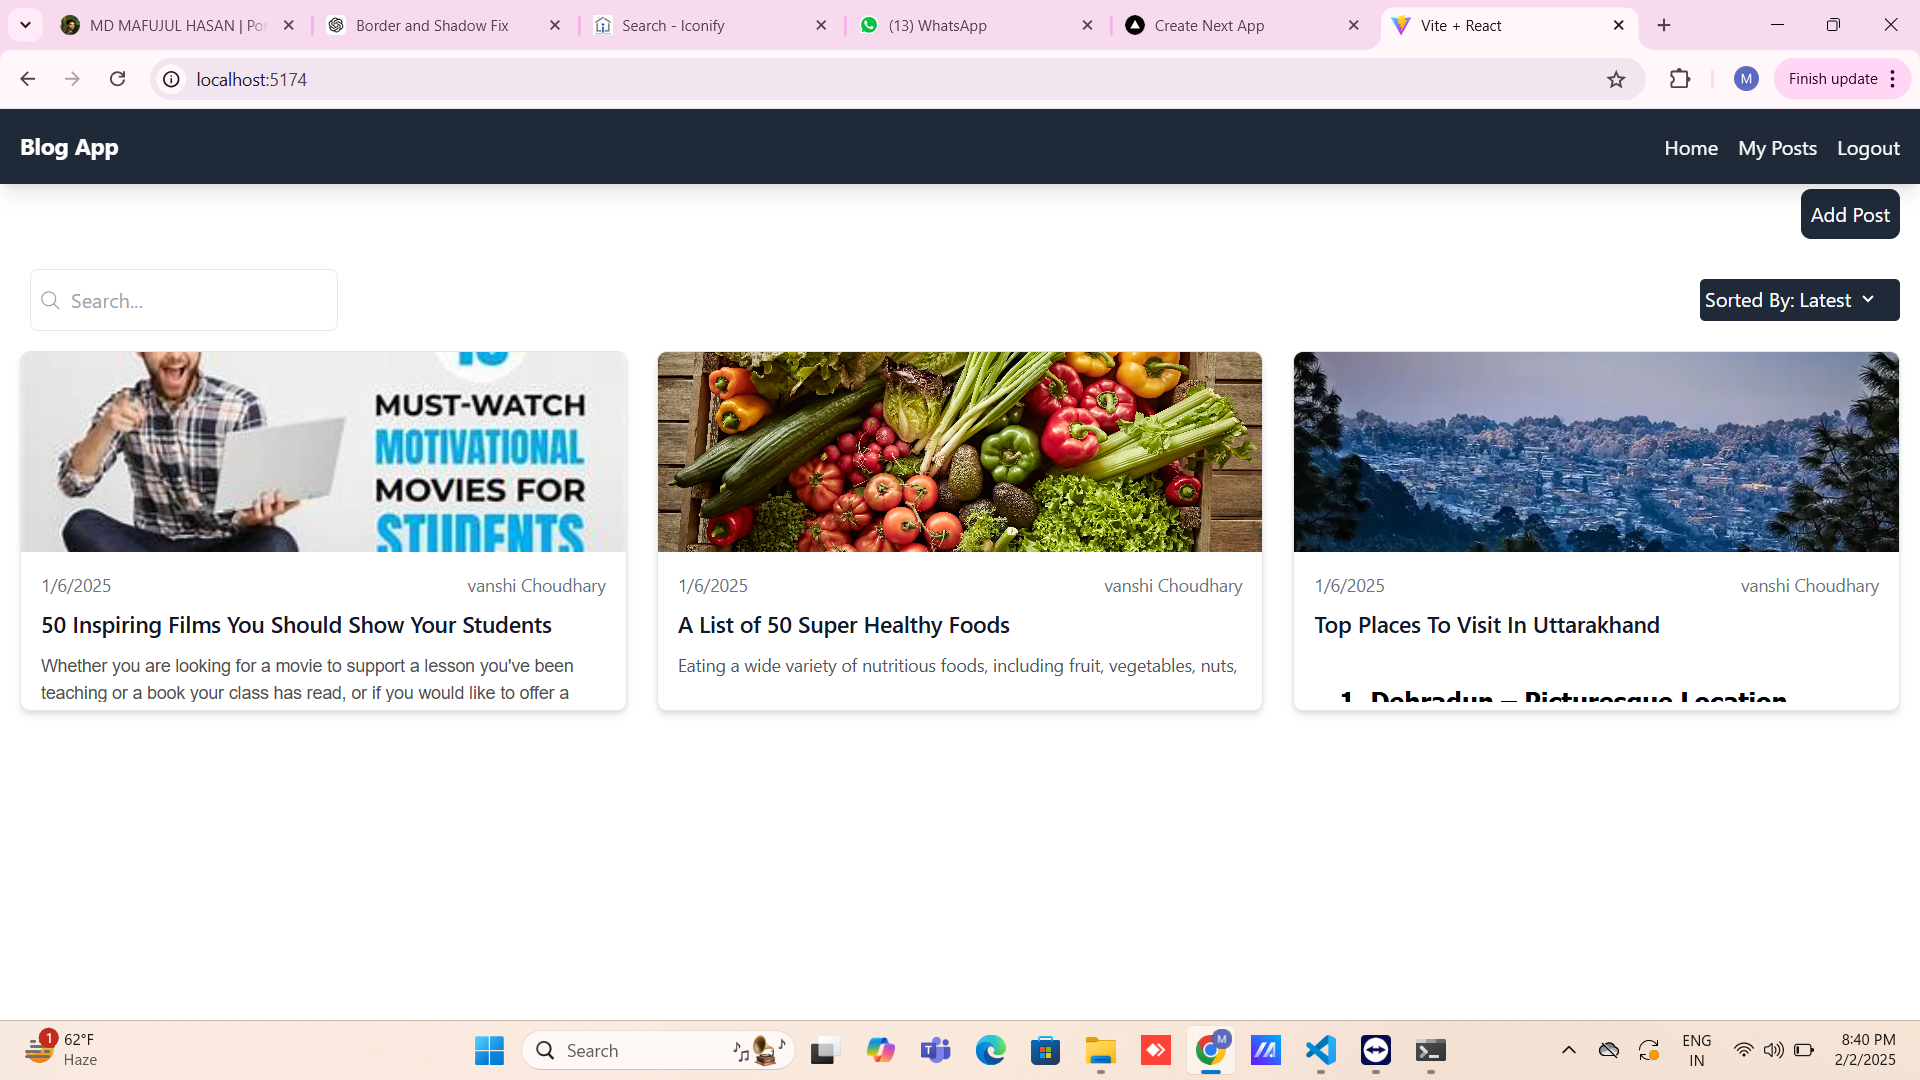 MD MAFUJUL HASAN | Po
Border and Shadow Fix
Search - Iconify
(13) WhatsApp
Create Next App
Vite + React
localhost:5174
M
Finish update
Blog App
Home
My Posts
Logout
Add Post
Search...
Sorted By: Latest
MUST-WATCH
MOTIVATIONAL
MOVIES FOR
STUDENTS
1/6/2025
vanshi Choudhary
50 Inspiring Films You Should Show Your Students
Whether you are looking for a movie to support a lesson you've been
teaching or a book your class has read, or if you would like to offer a
1/6/2025
vanshi Choudhary
A List of 50 Super Healthy Foods
Eating a wide variety of nutritious foods, including fruit, vegetables, nuts,
1/6/2025
vanshi Choudhary
Top Places To Visit In Uttarakhand
1. Dehradun – Picturesque Location
1
62°F
Haze
Search
M
ENG
IN
8:40 PM
2/2/2025